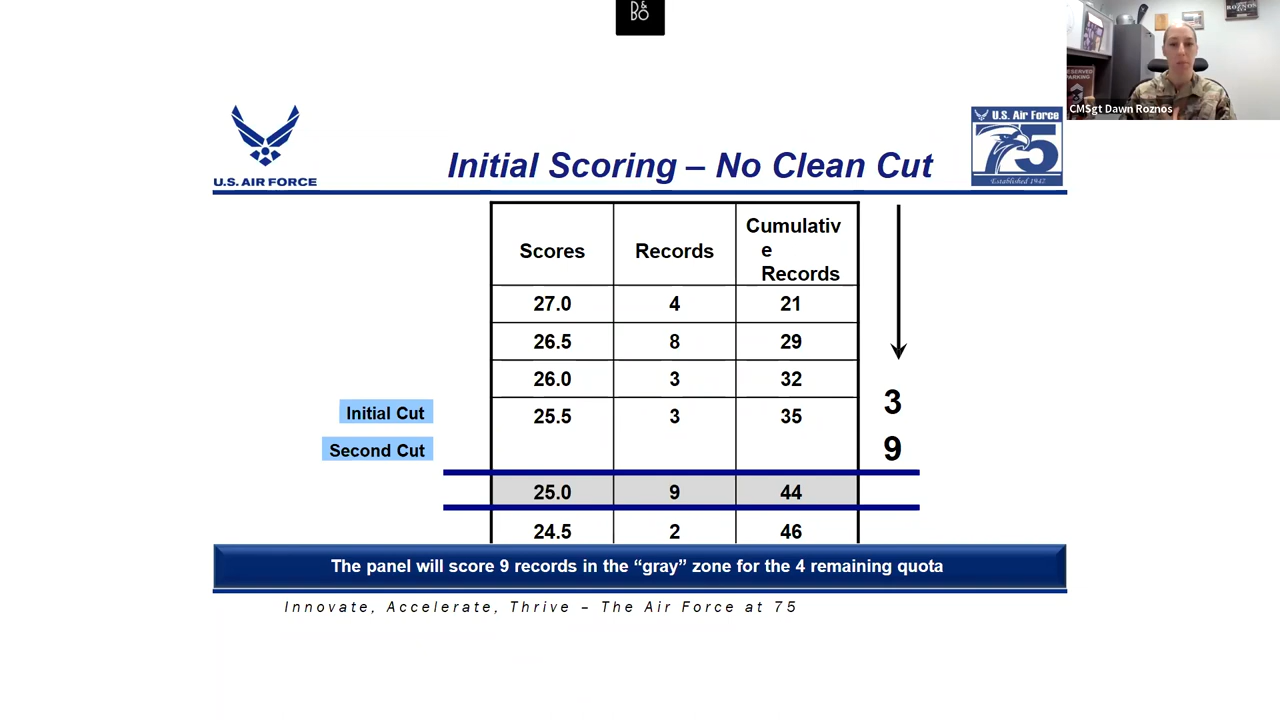 B&O
RESERVED
PARKING
ROZNOS
CMSgt Dawn Roznos
U.S. AIR FORCE
Initial Scoring – No Clean Cut
U.S. Air Force
75
Established 1947
Scores Records Cumulativ
e
Records
27.0 4 21
26.5 8 29
26.0 3 32
Initial Cut 25.5 3 35 3
Second Cut 9
25.0 9 44
24.5 2 46
The panel will score 9 records in the “gray” zone for the 4 remaining quota
Innovate, Accelerate, Thrive – The Air Force at 75